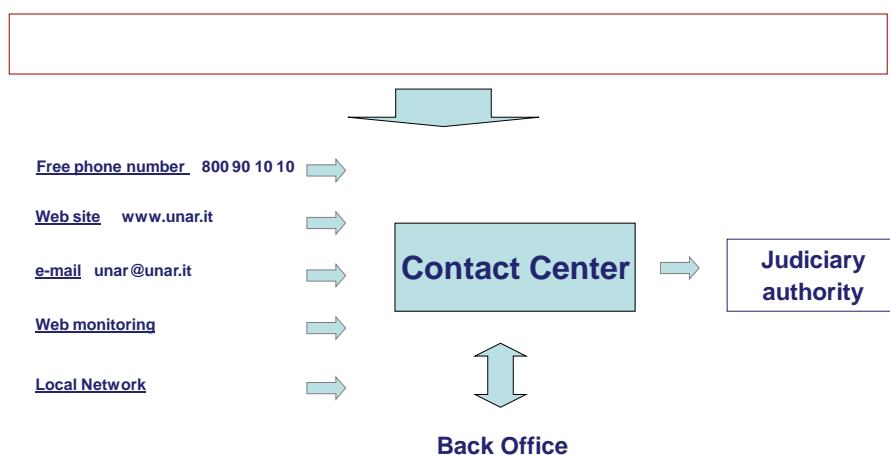 Free phone number 800 90 10 10
Web site www.unar.it
e-mail unar@unar.it
Web monitoring
Local Network
Contact Center
Judiciary
authority
Back Office